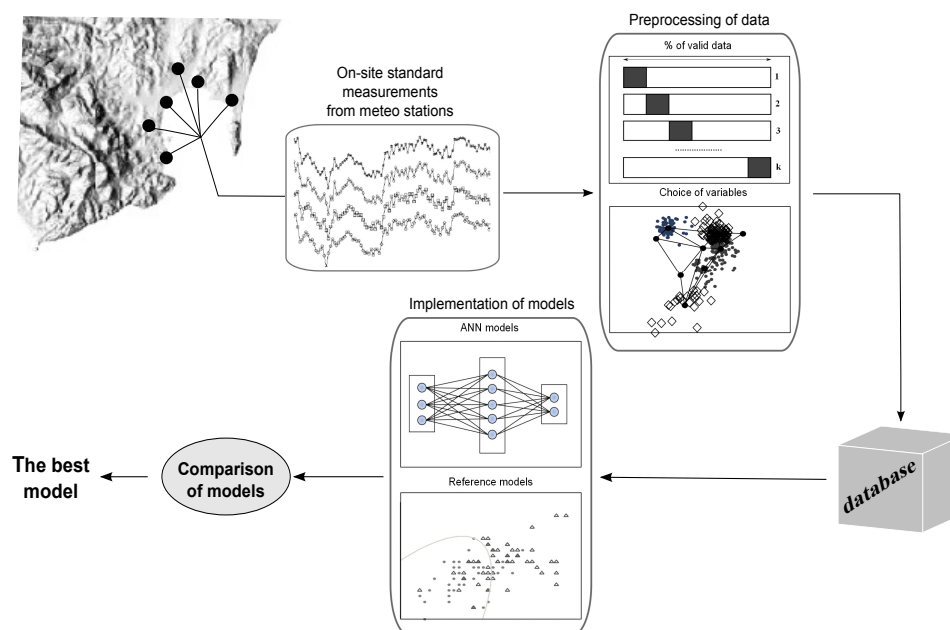 Preprocessing of data
% of valid data
1
2
3
....................
k
Choice of variables
On-site standard
measurements
from meteo stations
Implementation of models
ANN models
Reference models
database
Comparison
of models
The best
model